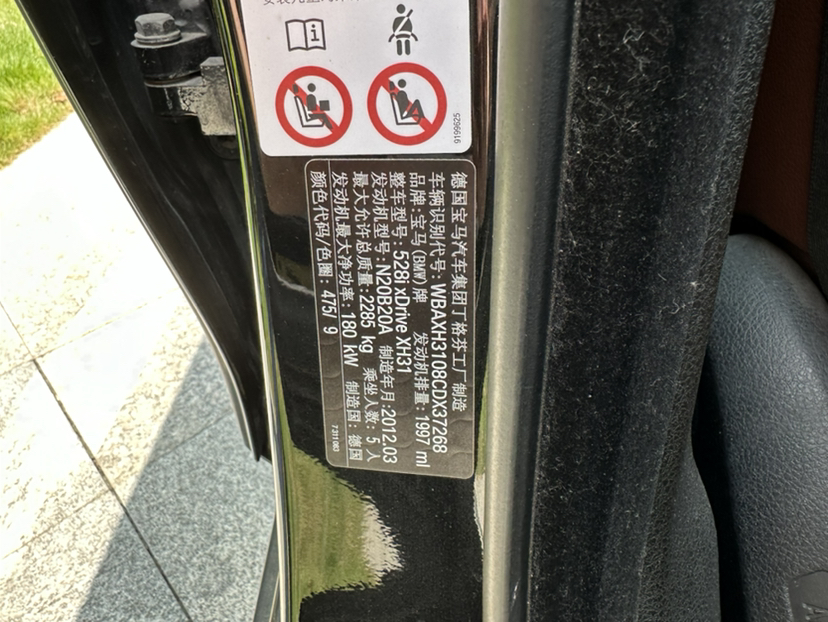 9199625
德国宝马汽车集团丁格芬工厂制造
车辆识别代号: WBAXH3108CDX37268
品牌:宝马(BMW)牌 发动机排量: 1997 ml
整车型号: 528i xDrive XH31
发动机型号: N20B20A 制造年月: 2012.03
最大允许总质量: 2285 kg 乘坐人数: 5 人
发动机最大净功率: 180 kW 制造国: 德国
颜色代码/色圈: 475/ 9
7 311 083